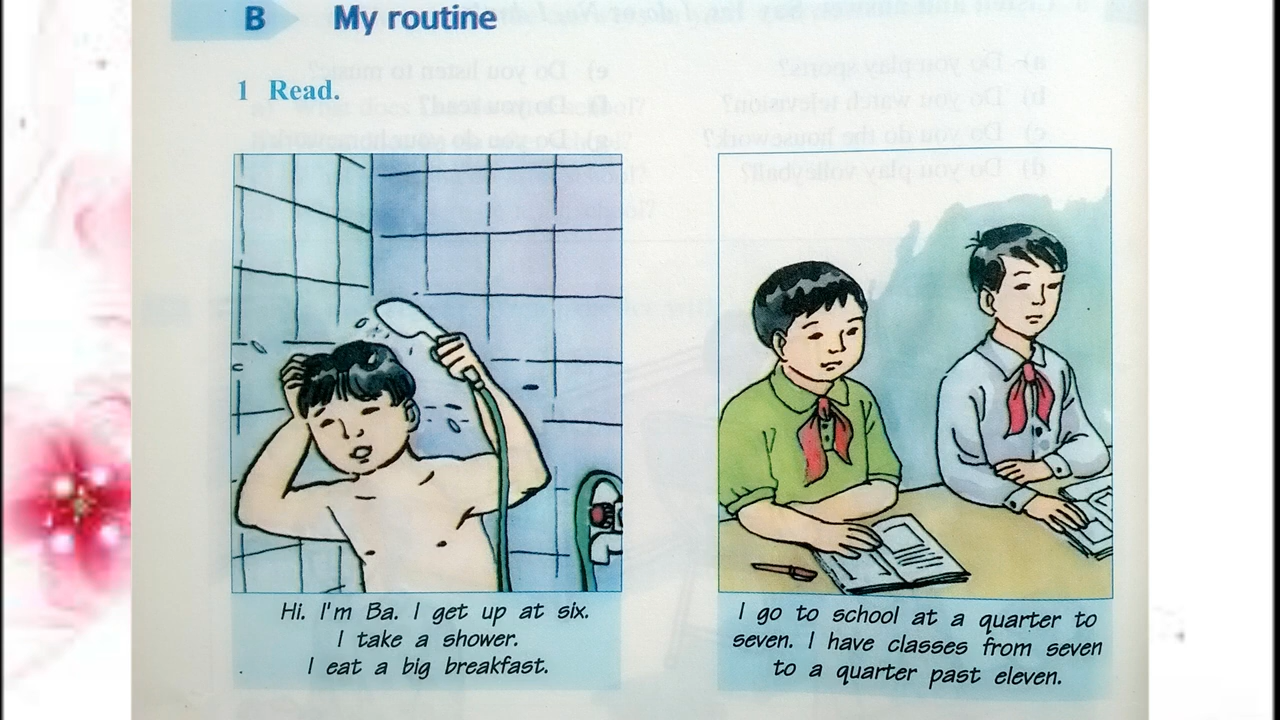 B My routine
1 Read.
Hi. I'm Ba. I get up at six.
I take a shower.
I eat a big breakfast.
I go to school at a quarter to
seven. I have classes from seven
to a quarter past eleven.